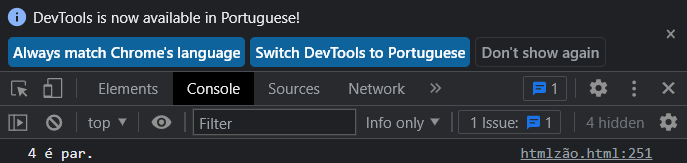 DevTools is now available in Portuguese!
Always match Chrome's language Switch DevTools to Portuguese Don't show again
Elements Console Sources Network 1
top Filter Info only 1 Issue: 1 4 hidden
4 é par. htmlzão.html:251